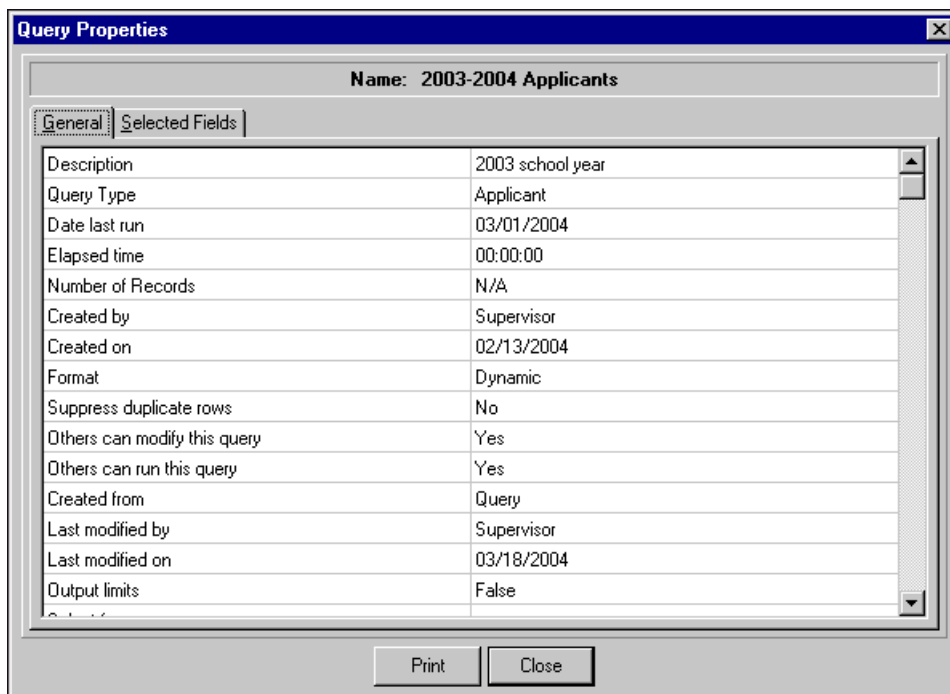 Query Properties
Name: 2003-2004 Applicants
General Selected Fields
Description 2003 school year
Query Type Applicant
Date last run 03/01/2004
Elapsed time 00:00:00
Number of Records N/A
Created by Supervisor
Created on 02/13/2004
Format Dynamic
Suppress duplicate rows No
Others can modify this query Yes
Others can run this query Yes
Created from Query
Last modified by Supervisor
Last modified on 03/18/2004
Output limits False
Print Close